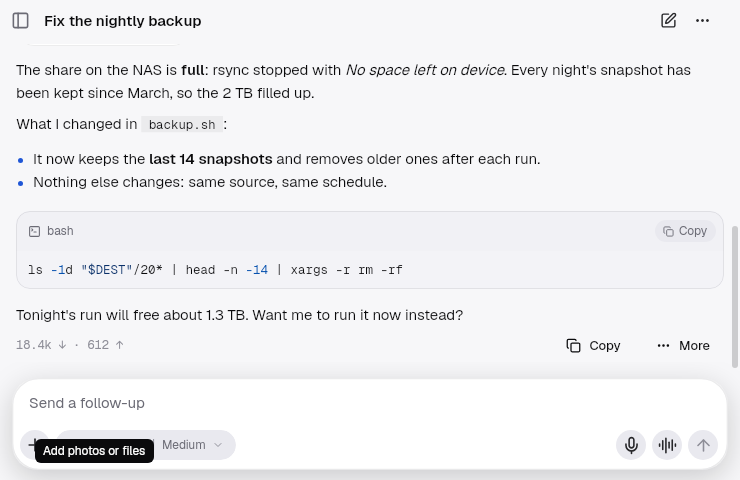 Fix the nightly backup
The share on the NAS is full: rsync stopped with No space left on device. Every night's snapshot has
been kept since March, so the 2 TB filled up.
What I changed in backup.sh:
It now keeps the last 14 snapshots and removes older ones after each run.
Nothing else changes: same source, same schedule.
bash
Copy
ls -1d "$DEST"/20* | head -n -14 | xargs -r rm -rf
Tonight's run will free about 1.3 TB. Want me to run it now instead?
18.4k ↓ · 612 ↑
Copy
More
Send a follow-up
Medium
Add photos or files